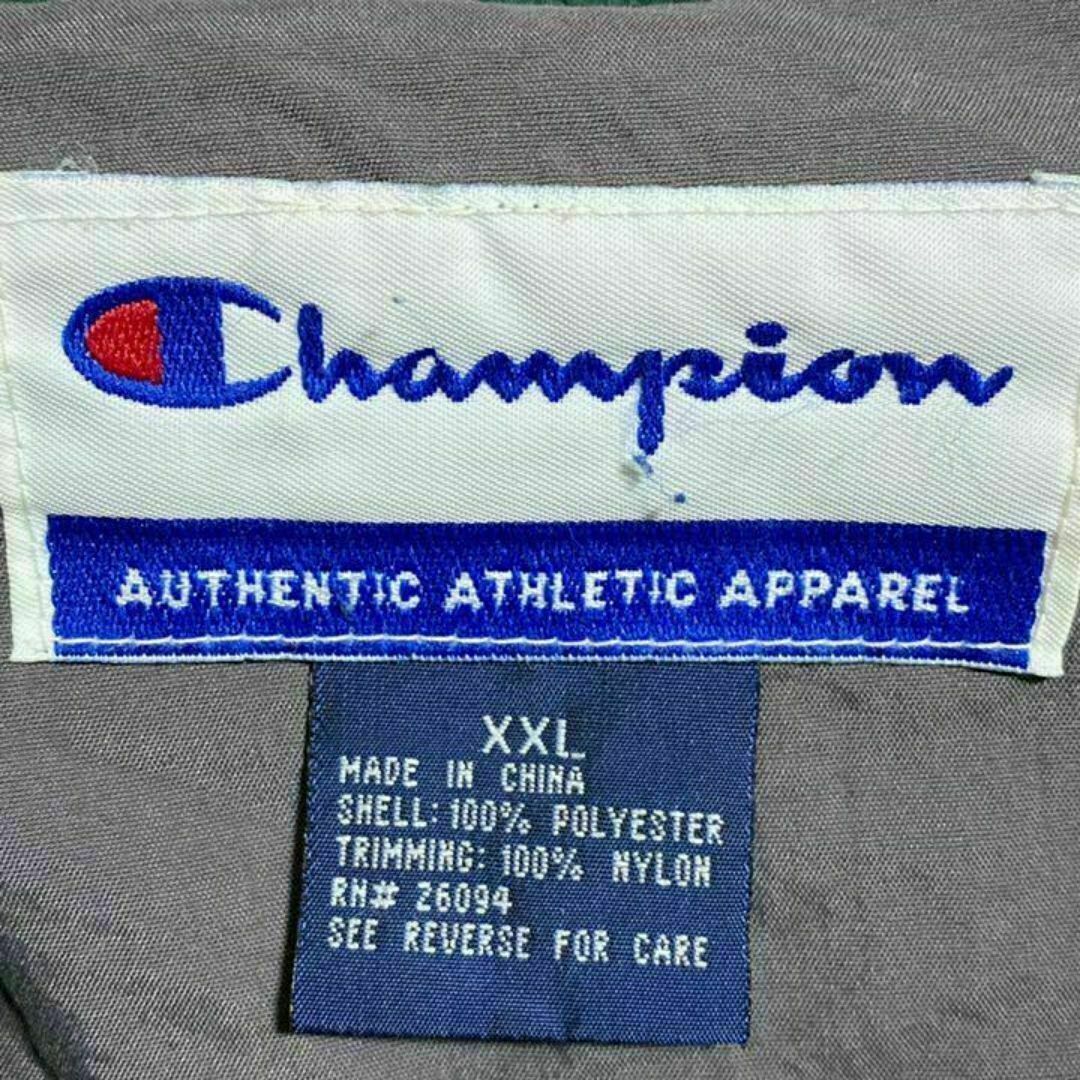 Champion
AUTHENTIC ATHLETIC APPAREL
XXL
MADE IN CHINA
SHELL: 100% POLYESTER
TRIMMING: 100% NYLON
RN# 26094
SEE REVERSE FOR CARE